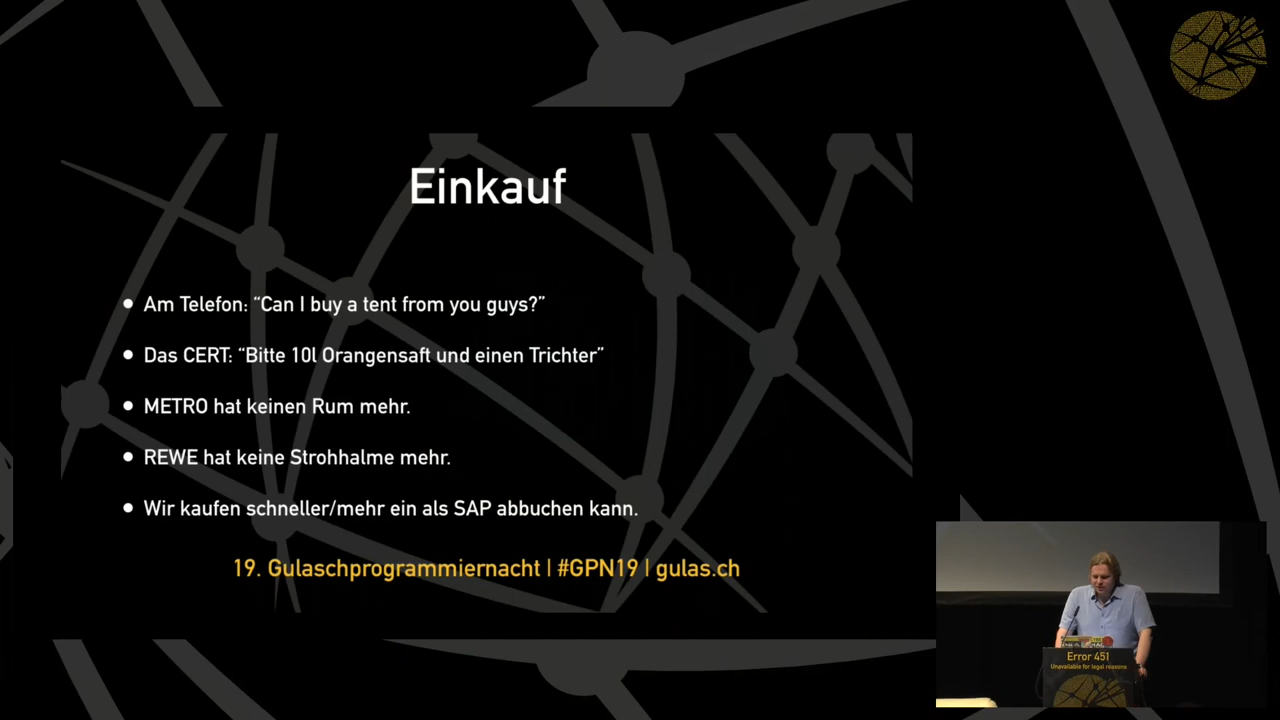 Einkauf
• Am Telefon: “Can I buy a tent from you guys?”
• Das CERT: “Bitte 10l Orangensaft und einen Trichter”
• METRO hat keinen Rum mehr.
• REWE hat keine Strohhalme mehr.
• Wir kaufen schneller/mehr ein als SAP abbuchen kann.
19. Gulaschprogrammiernacht | #GPN19 | gulas.ch
Error 451
Unavailable for legal reasons